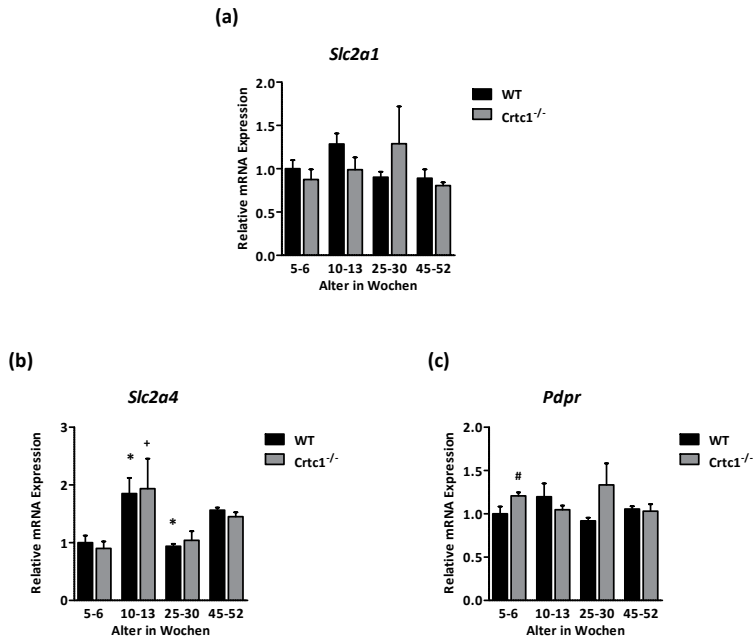 (a)
Slc2a1
Relative mRNA Expression
2.0
1.5
1.0
0.5
0.0
5-6 10-13 25-30 45-52
Alter in Wochen
WT
Crtc1-/-
(b)
Slc2a4
Relative mRNA Expression
3
2
1
0
* + *
5-6 10-13 25-30 45-52
Alter in Wochen
WT
Crtc1-/-
(c)
Pdpr
Relative mRNA Expression
2.0
1.5
1.0
0.5
0.0
#
5-6 10-13 25-30 45-52
Alter in Wochen
WT
Crtc1-/-